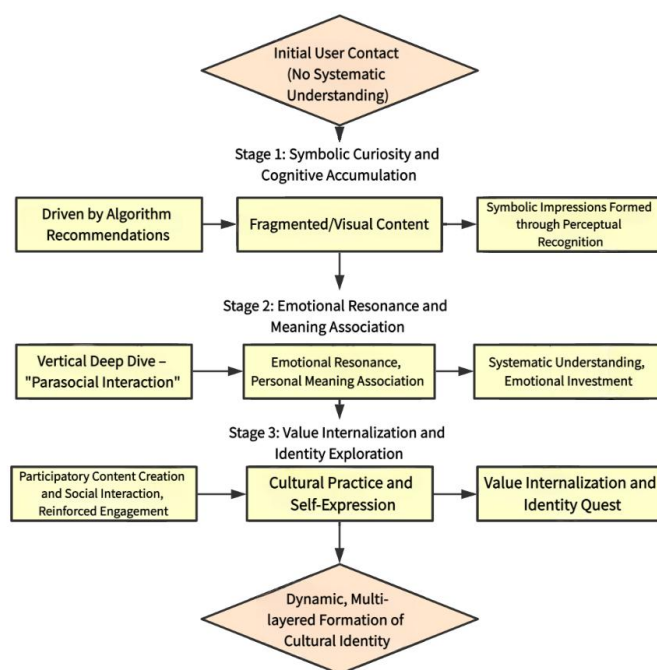 Initial User Contact
(No Systematic
Understanding)
Stage 1: Symbolic Curiosity and
Cognitive Accumulation
Driven by Algorithm
Recommendations
Fragmented/Visual Content
Symbolic Impressions Formed
through Perceptual
Recognition
Stage 2: Emotional Resonance and
Meaning Association
Vertical Deep Dive –
"Parasocial Interaction"
Emotional Resonance,
Personal Meaning Association
Systematic Understanding,
Emotional Investment
Stage 3: Value Internalization and
Identity Exploration
Participatory Content Creation
and Social Interaction,
Reinforced Engagement
Cultural Practice and
Self-Expression
Value Internalization and
Identity Quest
Dynamic, Multi-
layered Formation of
Cultural Identity